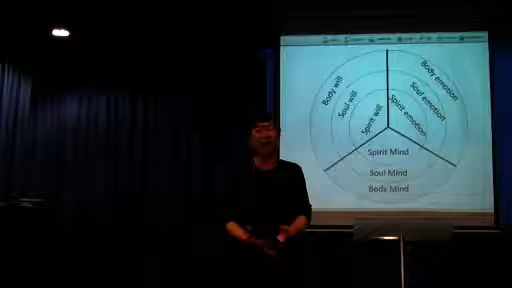 Body will
Soul will
Spirit will
Body emotion
Soul emotion
Spirit emotion
Spirit Mind
Soul Mind
Body Mind